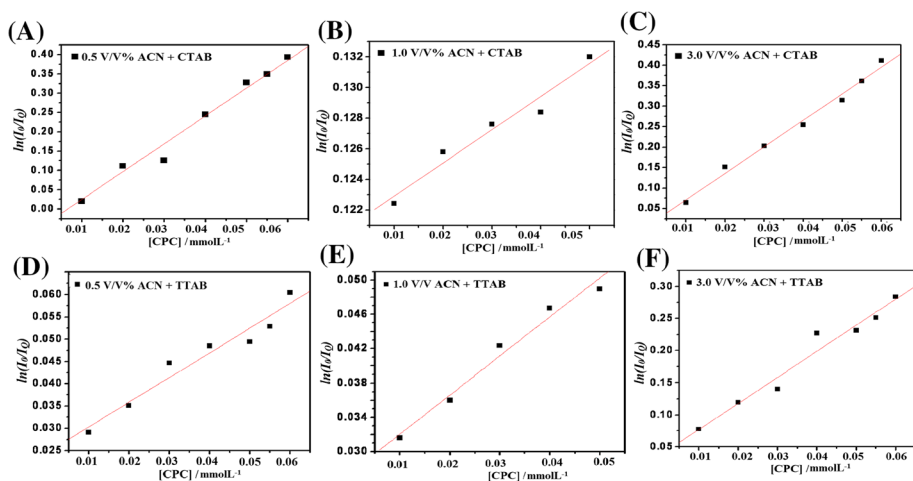 (A)
■ 0.5 V/V% ACN + CTAB
ln(I₀/I_Q)
0.40
0.35
0.30
0.25
0.20
0.15
0.10
0.05
0.00
0.01 0.02 0.03 0.04 0.05 0.06
[CPC] /mmolL⁻¹
(B)
■ 1.0 V/V% ACN + CTAB
ln(I₀/I_Q)
0.132
0.130
0.128
0.126
0.124
0.122
0.01 0.02 0.03 0.04 0.05
[CPC] /mmolL⁻¹
(C)
■ 3.0 V/V% ACN + CTAB
ln(I₀/I_Q)
0.45
0.40
0.35
0.30
0.25
0.20
0.15
0.10
0.05
0.01 0.02 0.03 0.04 0.05 0.06
[CPC] /mmolL⁻¹
(D)
■ 0.5 V/V% ACN + TTAB
ln(I₀/I_Q)
0.060
0.055
0.050
0.045
0.040
0.035
0.030
0.025
0.01 0.02 0.03 0.04 0.05 0.06
[CPC] /mmolL⁻¹
(E)
■ 1.0 V/V ACN + TTAB
ln(I₀/I_Q)
0.050
0.046
0.042
0.038
0.034
0.030
0.01 0.02 0.03 0.04 0.05
[CPC] /mmolL⁻¹
(F)
■ 3.0 V/V% ACN + TTAB
ln(I₀/I_Q)
0.30
0.25
0.20
0.15
0.10
0.05
0.01 0.02 0.03 0.04 0.05 0.06
[CPC] /mmolL⁻¹